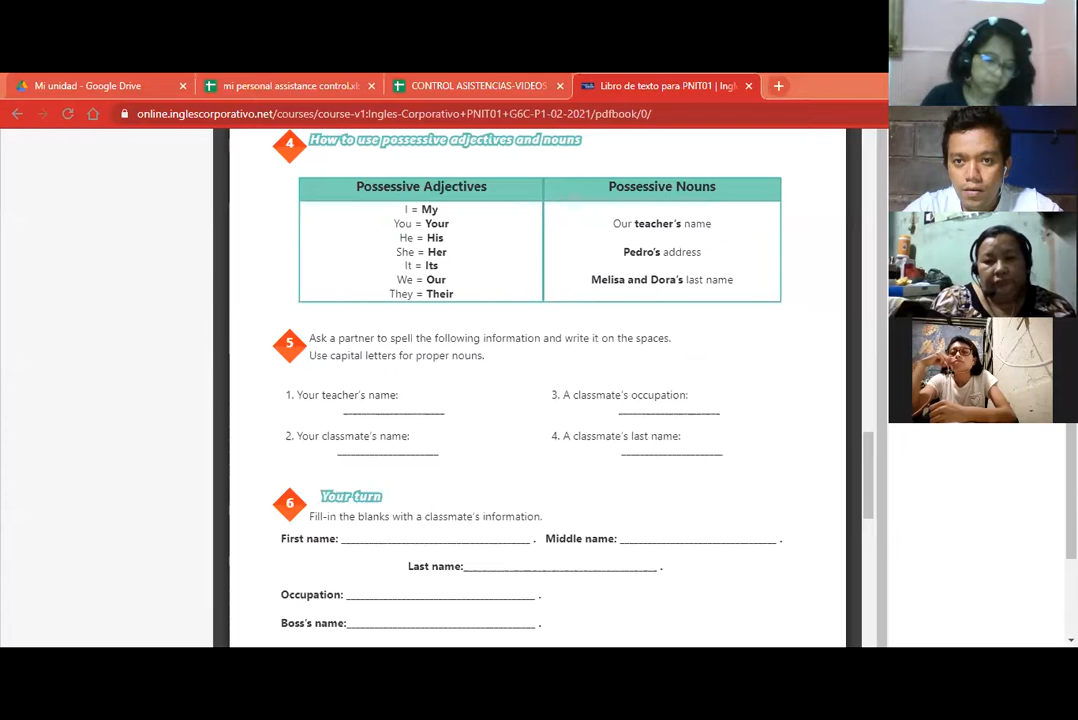 Mi unidad - Google Drive
mi personal assistance control.xl:
CONTROL ASISTENCIAS-VIDEOS
Libro de texto para PNIT01 | Ingl
online.inglescorporativo.net/courses/course-v1:Ingles-Corporativo+PNIT01+G6C-P1-02-2021/pdfbook/0/
4 How to use possessive adjectives and nouns
Possessive Adjectives Possessive Nouns
I = My
You = Your Our teacher's name
He = His
She = Her Pedro's address
It = Its
We = Our Melisa and Dora's last name
They = Their
5 Ask a partner to spell the following information and write it on the spaces.
Use capital letters for proper nouns.
1. Your teacher's name: 3. A classmate's occupation:
2. Your classmate's name: 4. A classmate's last name:
6 Your turn
Fill-in the blanks with a classmate's information.
First name: ______ . Middle name: ______ .
Last name: ______ .
Occupation: ______ .
Boss's name: ______ .